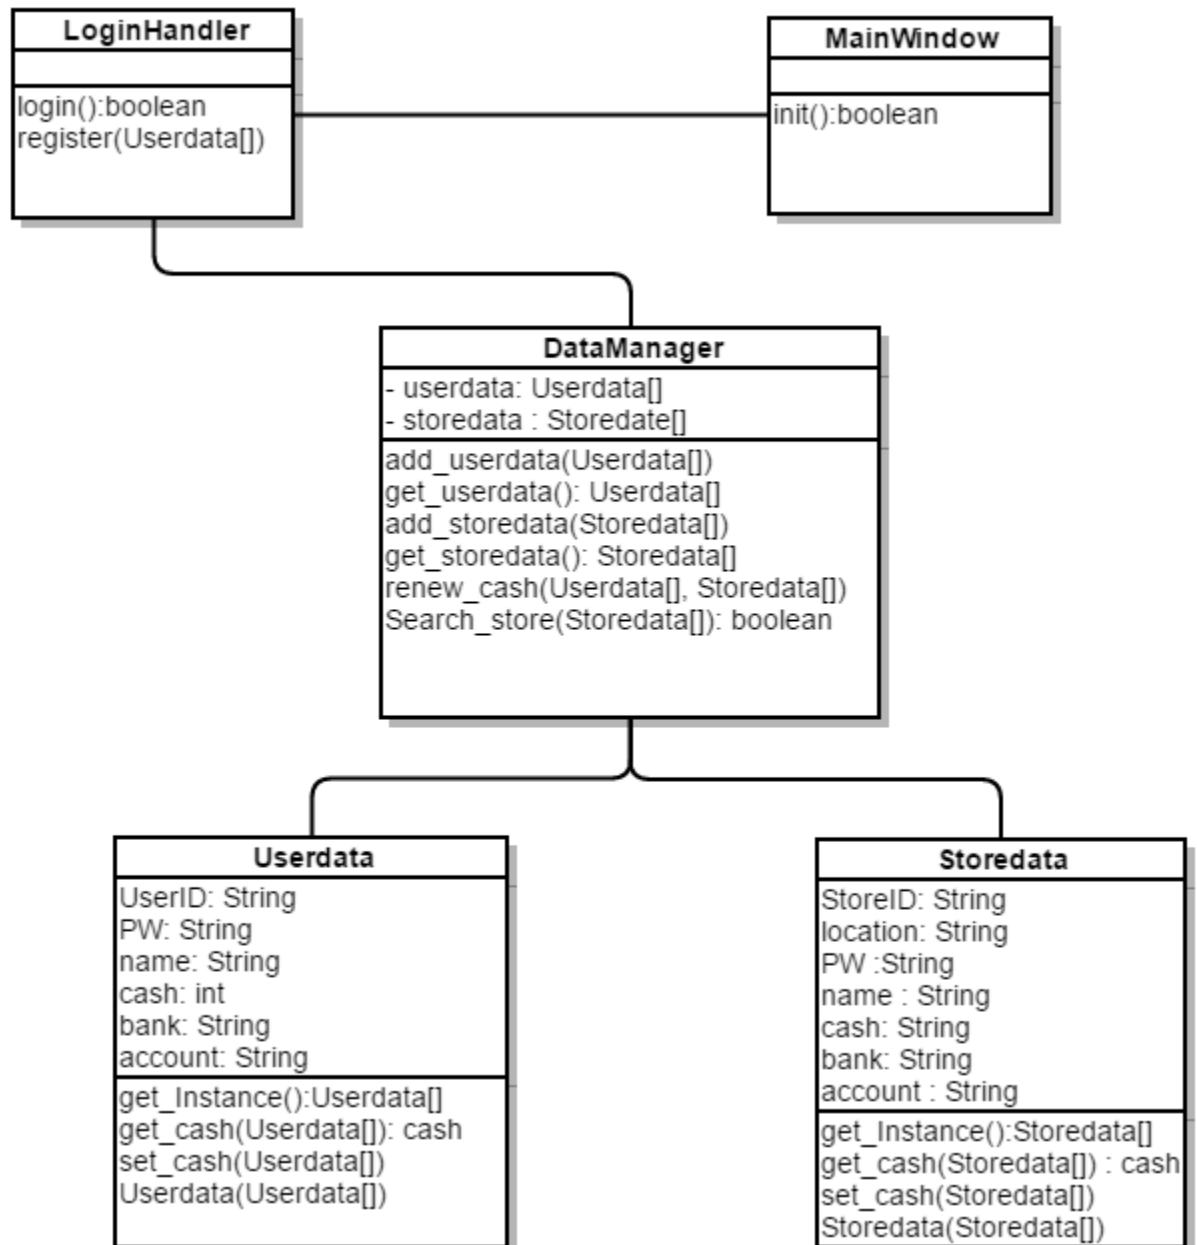 LoginHandler
login():boolean
register(Userdata[])
MainWindow
init():boolean
DataManager
- userdata: Userdata[]
- storedata : Storedate[]
add_userdata(Userdata[])
get_userdata(): Userdata[]
add_storedata(Storedata[])
get_storedata(): Storedata[]
renew_cash(Userdata[], Storedata[])
Search_store(Storedata[]): boolean
Userdata
UserID: String
PW: String
name: String
cash: int
bank: String
account: String
get_Instance():Userdata[]
get_cash(Userdata[]): cash
set_cash(Userdata[])
Userdata(Userdata[])
Storedata
StoreID: String
location: String
PW :String
name : String
cash: String
bank: String
account : String
get_Instance():Storedata[]
get_cash(Storedata[]) : cash
set_cash(Storedata[])
Storedata(Storedata[])